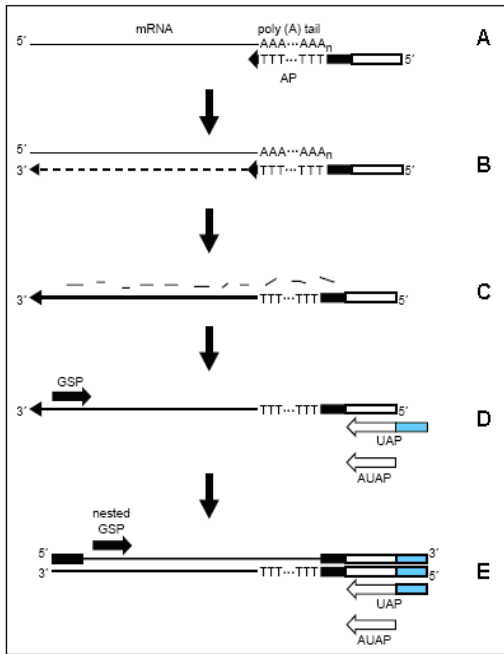 mRNA poly (A) tail A
5′ AAA···AAAn
TTT···TTT 5′
AP
5′ AAA···AAAn
3′ TTT···TTT 5′ B
C
3′ TTT···TTT 5′
GSP
3′ TTT···TTT 5′ D
UAP
AUAP
nested
GSP
5′ 3′
3′ TTT···TTT 5′ E
UAP
AUAP